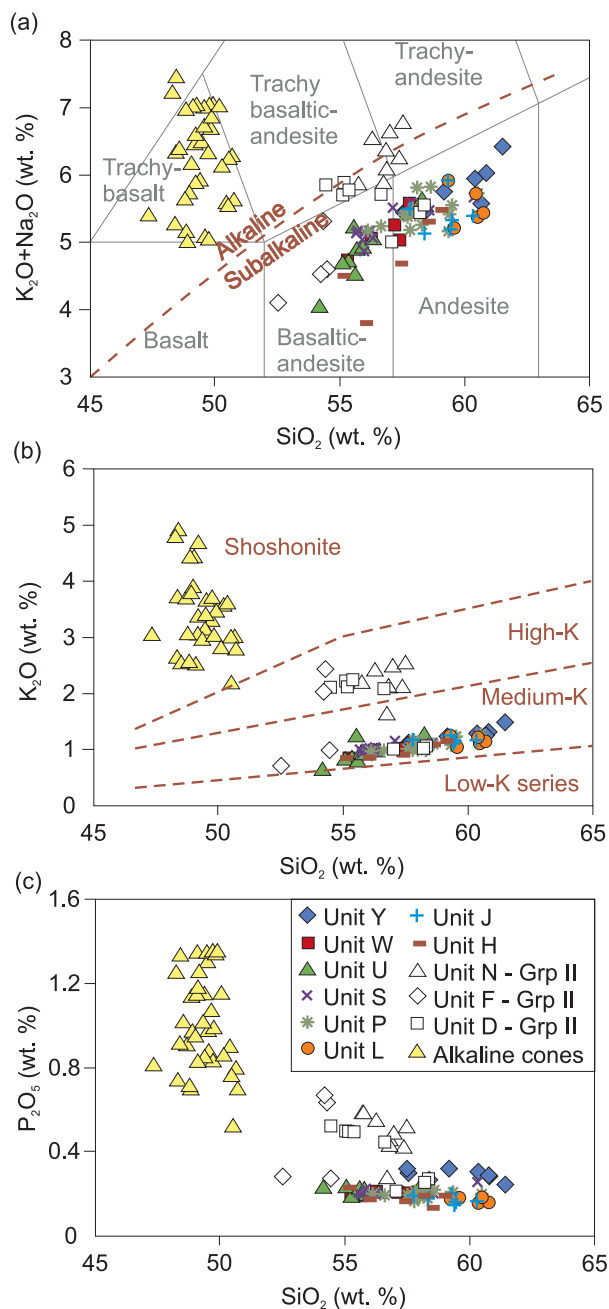 (a)
8
7
6
5
4
3
K₂O+Na₂O (wt. %)
Trachy-
basalt
Trachy
basaltic-
andesite
Trachy-
andesite
Alkaline
Subalkaline
Basalt
Basaltic-
andesite
Andesite
45 50 55 60 65
SiO₂ (wt. %)
(b)
6
5
4
3
2
1
0
K₂O (wt. %)
Shoshonite
High-K
Medium-K
Low-K series
45 50 55 60 65
SiO₂ (wt. %)
(c)
1.6
1.2
0.8
0.4
0
P₂O₅ (wt. %)
Unit Y
Unit W
Unit U
Unit S
Unit P
Unit L
Unit J
Unit H
Unit N - Grp II
Unit F - Grp II
Unit D - Grp II
Alkaline cones
45 50 55 60 65
SiO₂ (wt. %)